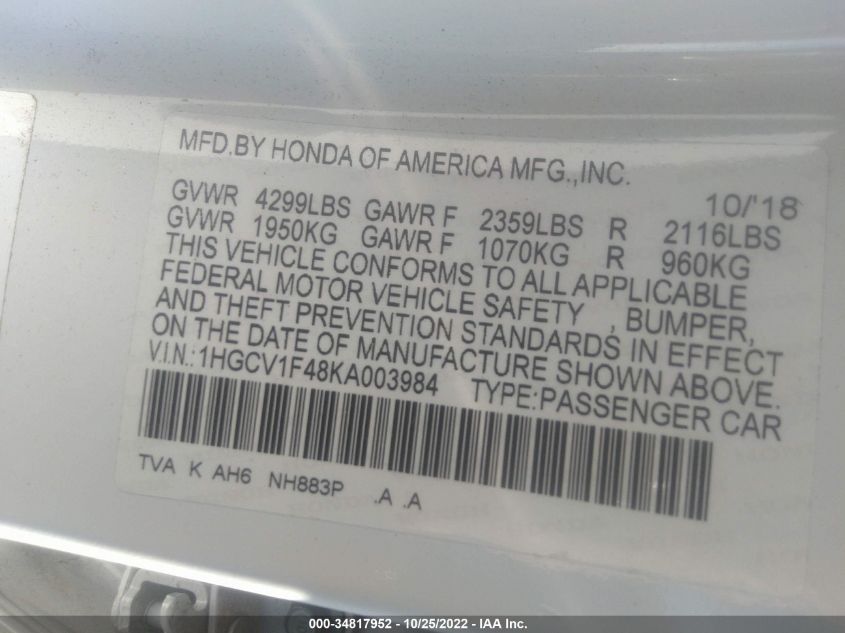 MFD.BY HONDA OF AMERICA MFG.,INC.
10/'18
GVWR 4299LBS GAWR F 2359LBS R 2116LBS
GVWR 1950KG GAWR F 1070KG R 960KG
THIS VEHICLE CONFORMS TO ALL APPLICABLE
FEDERAL MOTOR VEHICLE SAFETY , BUMPER,
AND THEFT PREVENTION STANDARDS IN EFFECT
ON THE DATE OF MANUFACTURE SHOWN ABOVE.
V.I.N.:1HGCV1F48KA003984 TYPE:PASSENGER CAR
TVA K AH6 NH883P .A .A
000-34817952 - 10/25/2022 - IAA Inc.